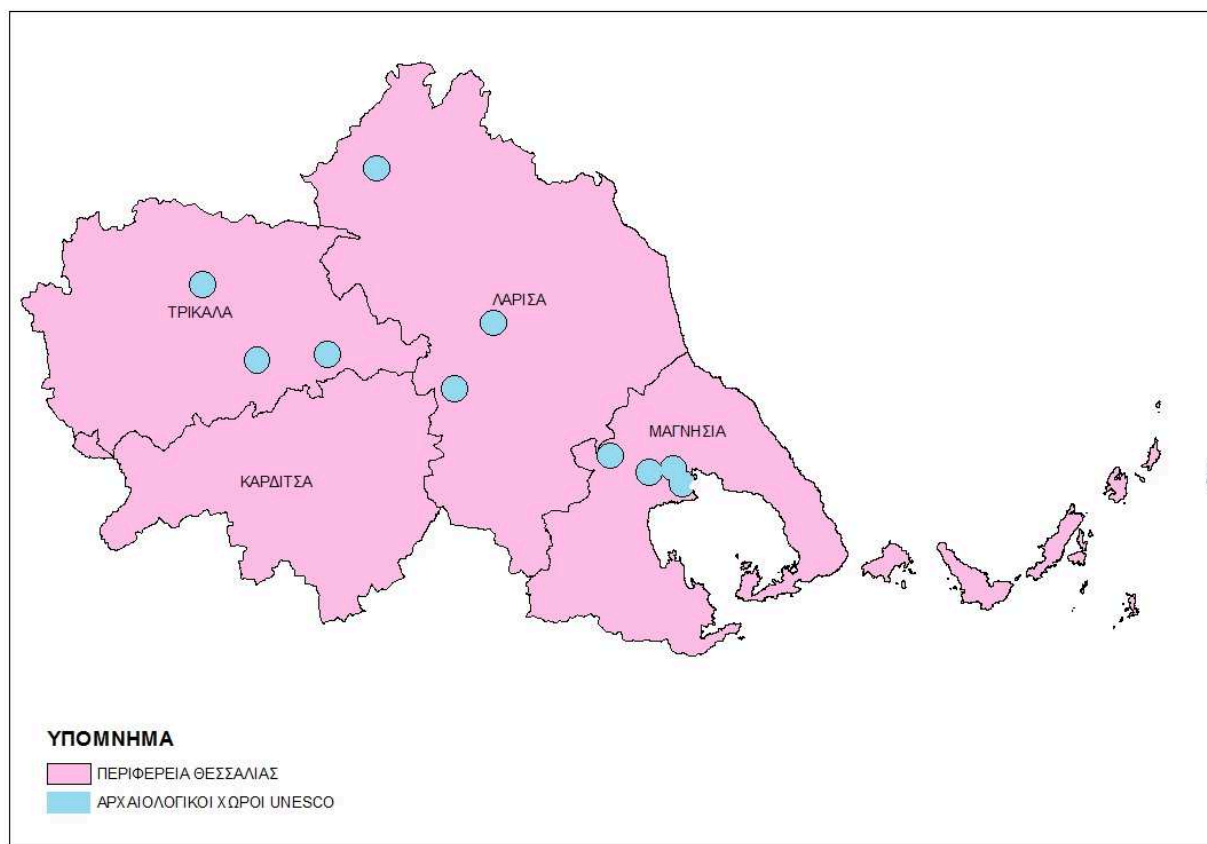 ΤΡΙΚΑΛΑ
ΛΑΡΙΣΑ
ΜΑΓΝΗΣΙΑ
ΚΑΡΔΙΤΣΑ
ΥΠΟΜΝΗΜΑ
ΠΕΡΙΦΕΡΕΙΑ ΘΕΣΣΑΛΙΑΣ
ΑΡΧΑΙΟΛΟΓΙΚΟΙ ΧΩΡΟΙ UNESCO